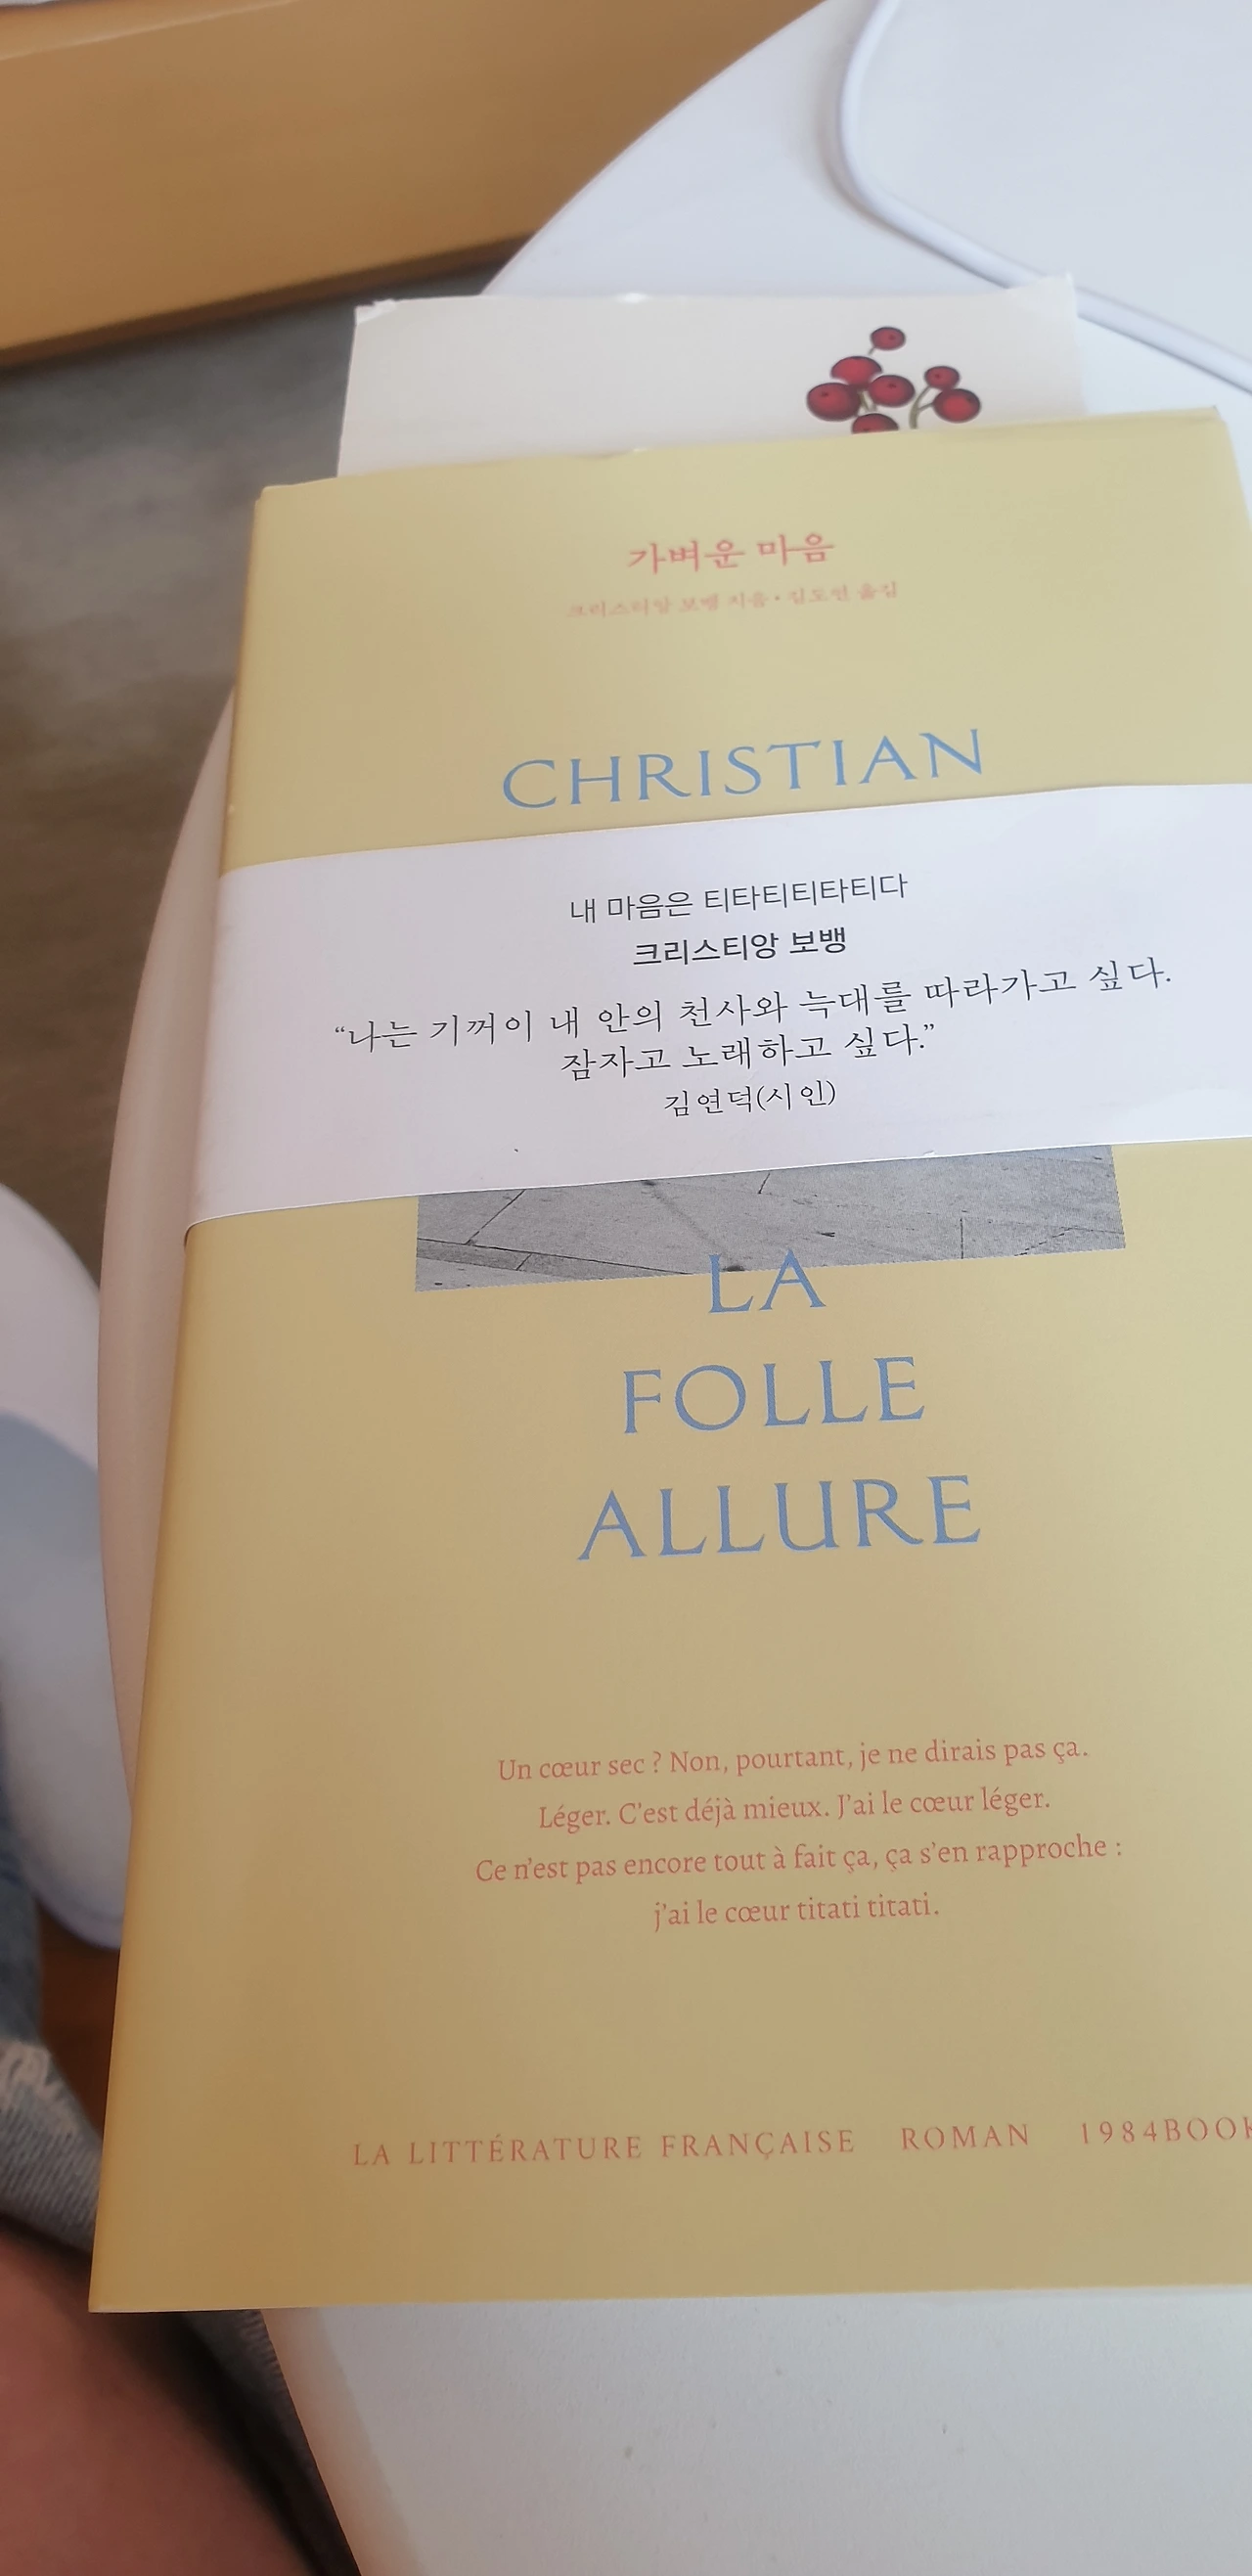 가벼운 마음
크리스티앙 보뱅 지음 • 김도연 옮김
CHRISTIAN
내 마음은 티타티티타티다
크리스티앙 보뱅
“나는 기꺼이 내 안의 천사와 늑대를 따라가고 싶다.
잠자고 노래하고 싶다.”
김연덕(시인)
LA
FOLLE
ALLURE
Un cœur sec ? Non, pourtant, je ne dirais pas ça.
Léger. C’est déjà mieux. J’ai le cœur léger.
Ce n’est pas encore tout à fait ça, ça s’en rapproche :
j’ai le cœur titati titati.
LA LITTÉRATURE FRANÇAISE ROMAN 1984BOOK